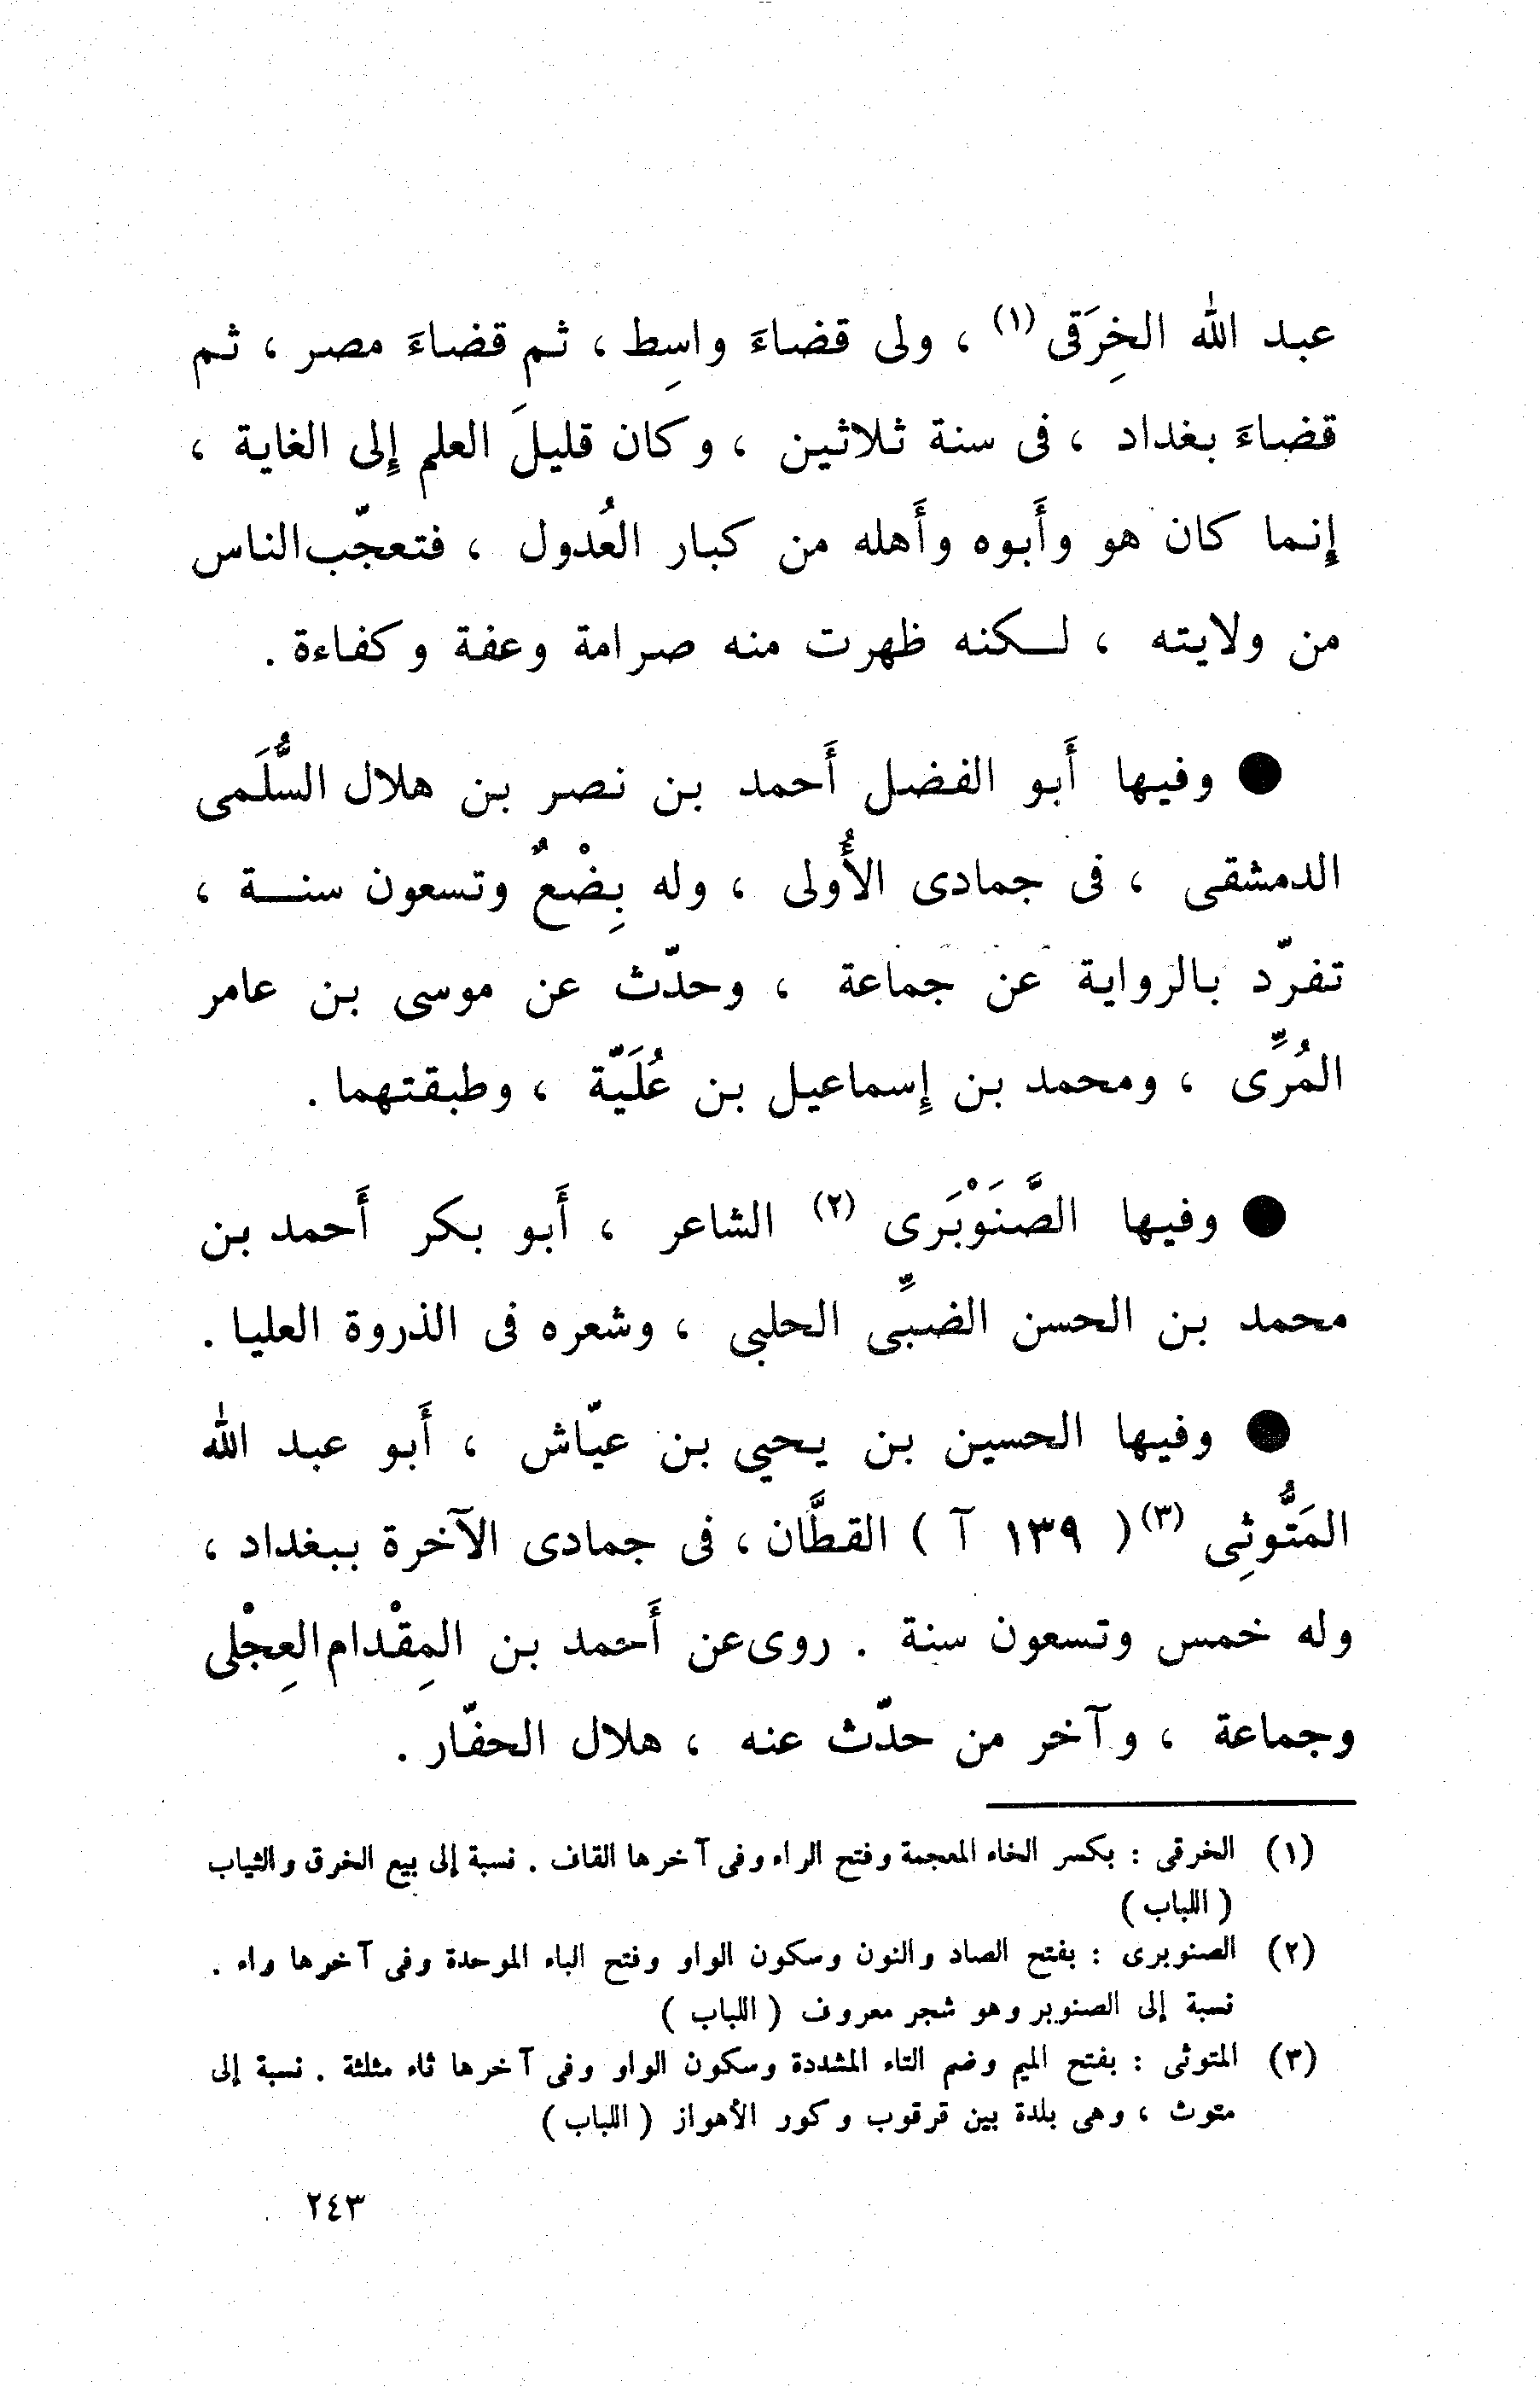 عبد الله الخِرَقى (١) ، ولى قضاءَ واسِط ، ثم قضاءَ مصر ، ثم
قضاءَ بغداد ، فى سنة ثلاثين ، وكان قليلَ العلم إِلى الغاية ،
إِنما كان هو وأَبوه وأَهله من كبار العُدول ، فتعجّب الناس
من ولايته ، لـكنه ظهرت منه صرامة وعفة وكفاءة .
● وفيها أَبو الفضل أَحمد بن نصر بن هلال السُّلَمى
الدمشقى ، فى جمادى الأُولى ، وله بِضْعٌ وتسعون سنـة ،
تفرّد بالرواية عن جماعة ، وحدّث عن موسى بن عامر
المُرِّى ، ومحمد بن إِسماعيل بن عُلَيّة ، وطبقتهما .
● وفيها الصَّنَوْبَرى (٢) الشاعر ، أَبو بكر أَحمد بن
محمد بن الحسن الضبِّى الحلبى ، وشعره فى الذروة العليا .
● وفيها الحسين بن يحيى بن عيّاش ، أَبو عبد الله
المَتُّوثِى (٣) ( ١٣٩ آ ) القطَّان ، فى جمادى الآخرة ببغداد ،
وله خمس وتسعون سنة . روى عن أَحمد بن المِقْدام العِجْلى
وجماعة ، وآخر من حدّث عنه ، هلال الحفّار .
(١) الخرقى : بكسر الخاء المعجمة وفتح الراء وفى آخرها القاف . نسبة إلى بيع الخرق والثياب
( اللباب )
(٢) الصنوبرى : بفتح الصاد والنون وسكون الواو وفتح الباء الموحدة وفى آخرها راء .
نسبة إلى الصنوبر وهو شجر معروف ( اللباب )
(٣) المتوثى : بفتح الميم وضم التاء المشددة وسكون الواو وفى آخرها ثاء مثلثة . نسبة إلى
متوث ، وهى بلدة بين قرقوب وكور الأهواز ( اللباب )
٢٤٣